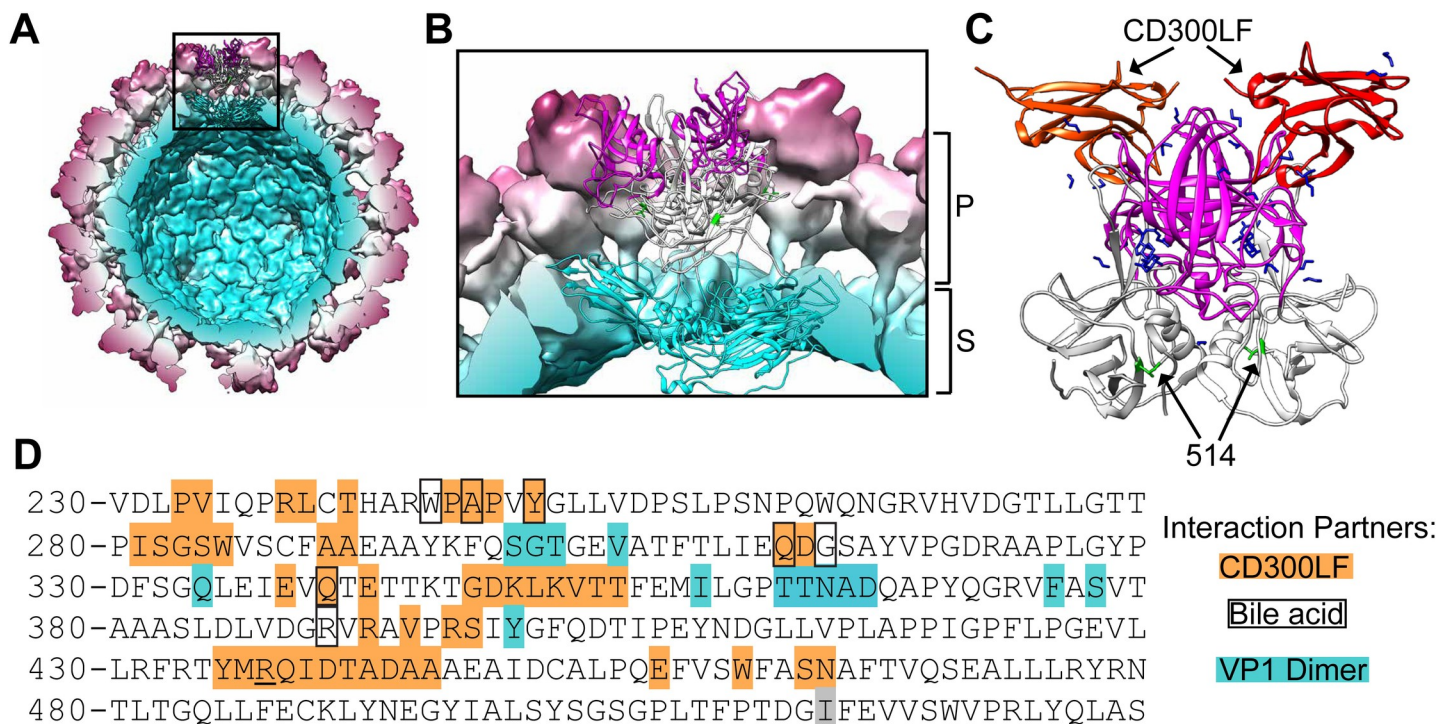 A
B
C
CD300LF
P
S
514
D
230-VDLPVIQPRLCTHARWPAPVYGLLVDPSLPSNPQWQNGRVHVDGTLLGTT
280-PISGSWVSCFAAEAAYKFQSGTGEVATFTLIEQDGSAYVPGDRAAPLGYP
330-DFSGQLEIEVQTETTKTGDKLKVTTFEMILGPTTNADQAPYQGRVFASVT
380-AAASLDLVDGRVRAVPRSIYGFQDTIPEYNDGLLVPLAPPIGPFLPGEVL
430-LRFRTYMRQIDTADAAAEAIDCALPQEFVSWFASNAFTVQSEALLLRYRN
480-TLTGQLLFECKLYNEGYIALSYSGSGPLTFPTDGIFEVVSWVPRLYQLAS
Interaction Partners:
CD300LF
Bile acid
VP1 Dimer